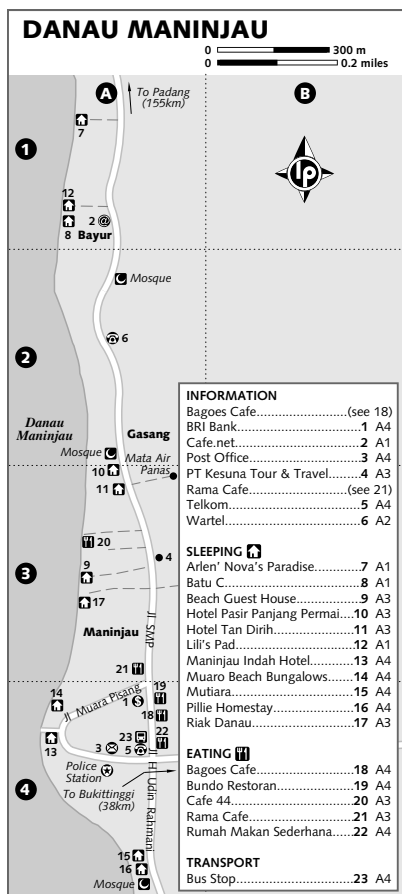 DANAU MANINJAU
0 300 m
0 0.2 miles
A
B
To Padang
(155km)
1
7
lp
12
2 @
8
Bayur
Mosque
2
6
Danau
Maninjau
Gasang
Mosque
Mata Air
Panas
10
11
20
4
9
3
17
Jl SMP
Maninjau
21
14
Jl Muara Pisang
19
1 $
18
22
23
13
3
5
Police
Station
Jl H Udin Rahmani
To Bukittinggi
(38km)
4
15
16
Mosque
INFORMATION
Bagoes Cafe.....................(see 18)
BRI Bank.....................1 A4
Cafe.net.....................2 A1
Post Office.....................3 A4
PT Kesuna Tour & Travel........4 A3
Rama Cafe.....................(see 21)
Telkom.....................5 A4
Wartel.....................6 A2
SLEEPING
Arlen' Nova's Paradise............7 A1
Batu C.....................8 A1
Beach Guest House...............9 A3
Hotel Pasir Panjang Permai....10 A3
Hotel Tan Dirih...................11 A3
Lili's Pad.....................12 A1
Maninjau Indah Hotel...........13 A4
Muaro Beach Bungalows.......14 A4
Mutiara.....................15 A4
Pillie Homestay...................16 A4
Riak Danau.....................17 A3
EATING
Bagoes Cafe.....................18 A4
Bundo Restoran..................19 A4
Cafe 44.....................20 A3
Rama Cafe.....................21 A3
Rumah Makan Sederhana.......22 A4
TRANSPORT
Bus Stop.....................23 A4